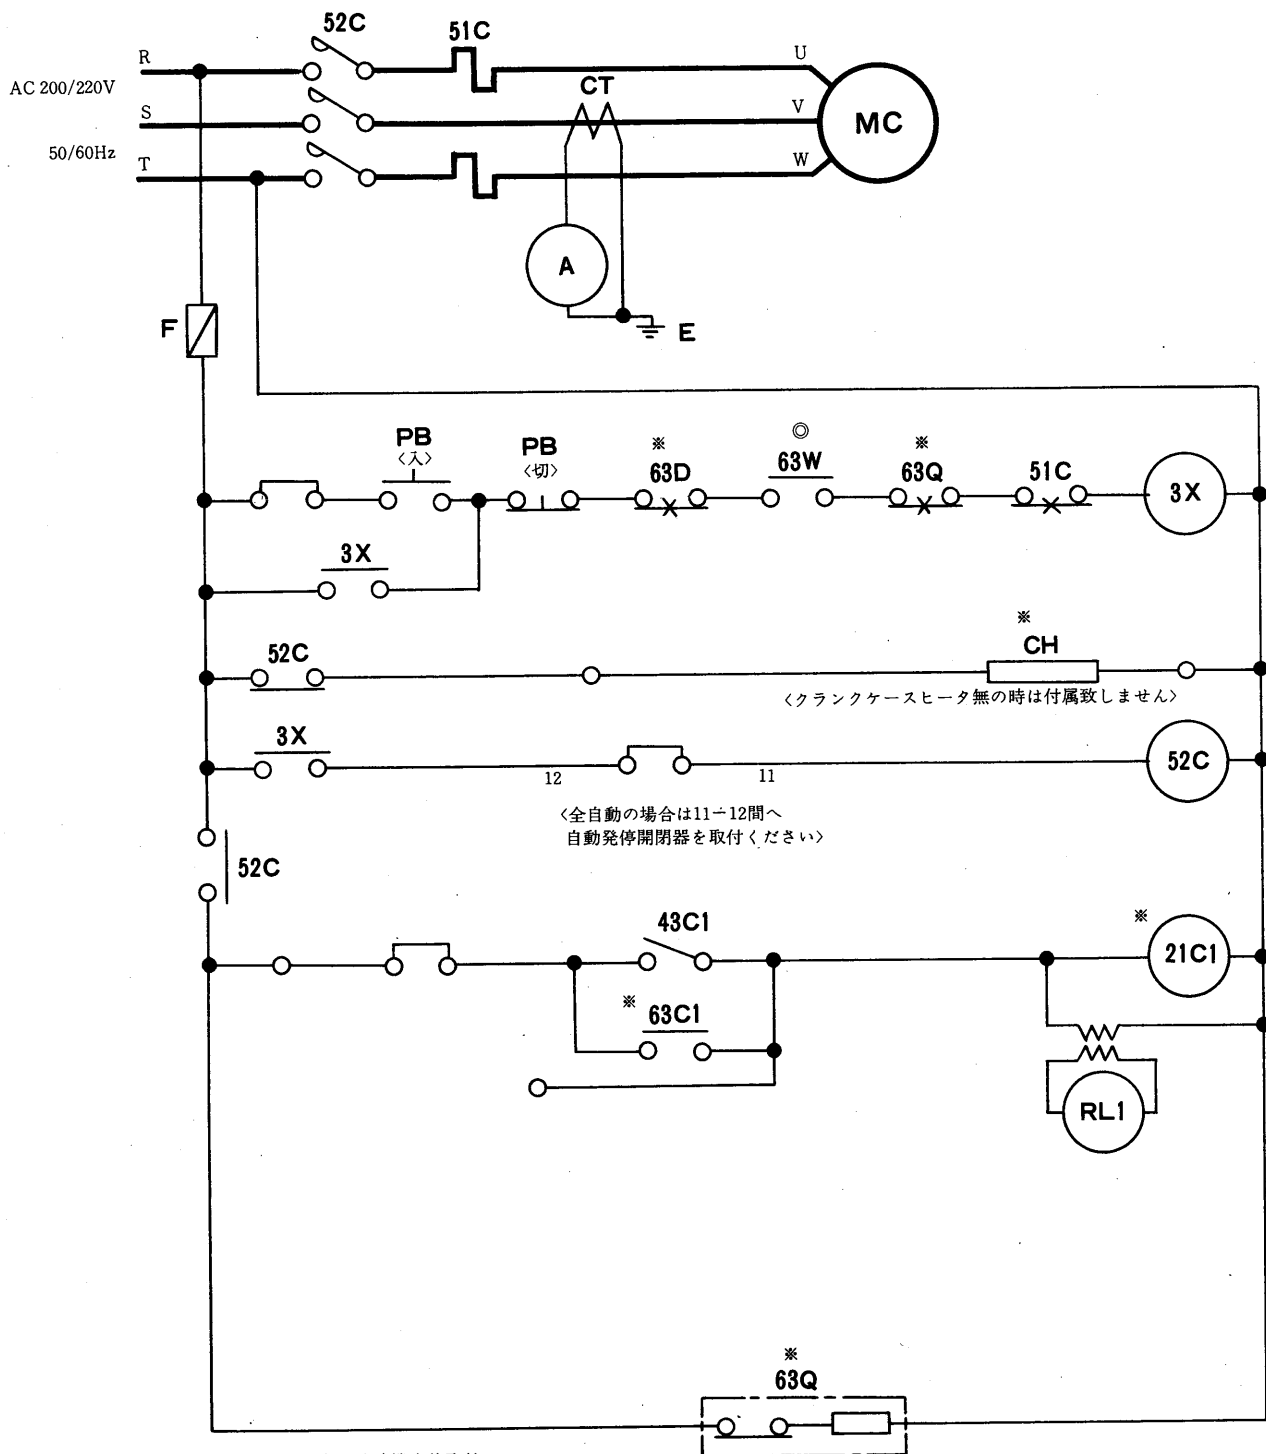 52C
51C
R
U
AC 200/220V
CT
S
V
MC
50/60Hz
T
W
A
F
E
PB
〈入〉
PB
〈切〉
※
63D
◎
63W
※
63Q
51C
3X
3X
※
52C
CH
〈クランクケースヒータ無の時は付属致しません〉
3X
12
11
52C
〈全自動の場合は11−12間へ
自動発停開閉器を取付ください〉
52C
43C1
※
21C1
※
63C1
RL1
※
63Q